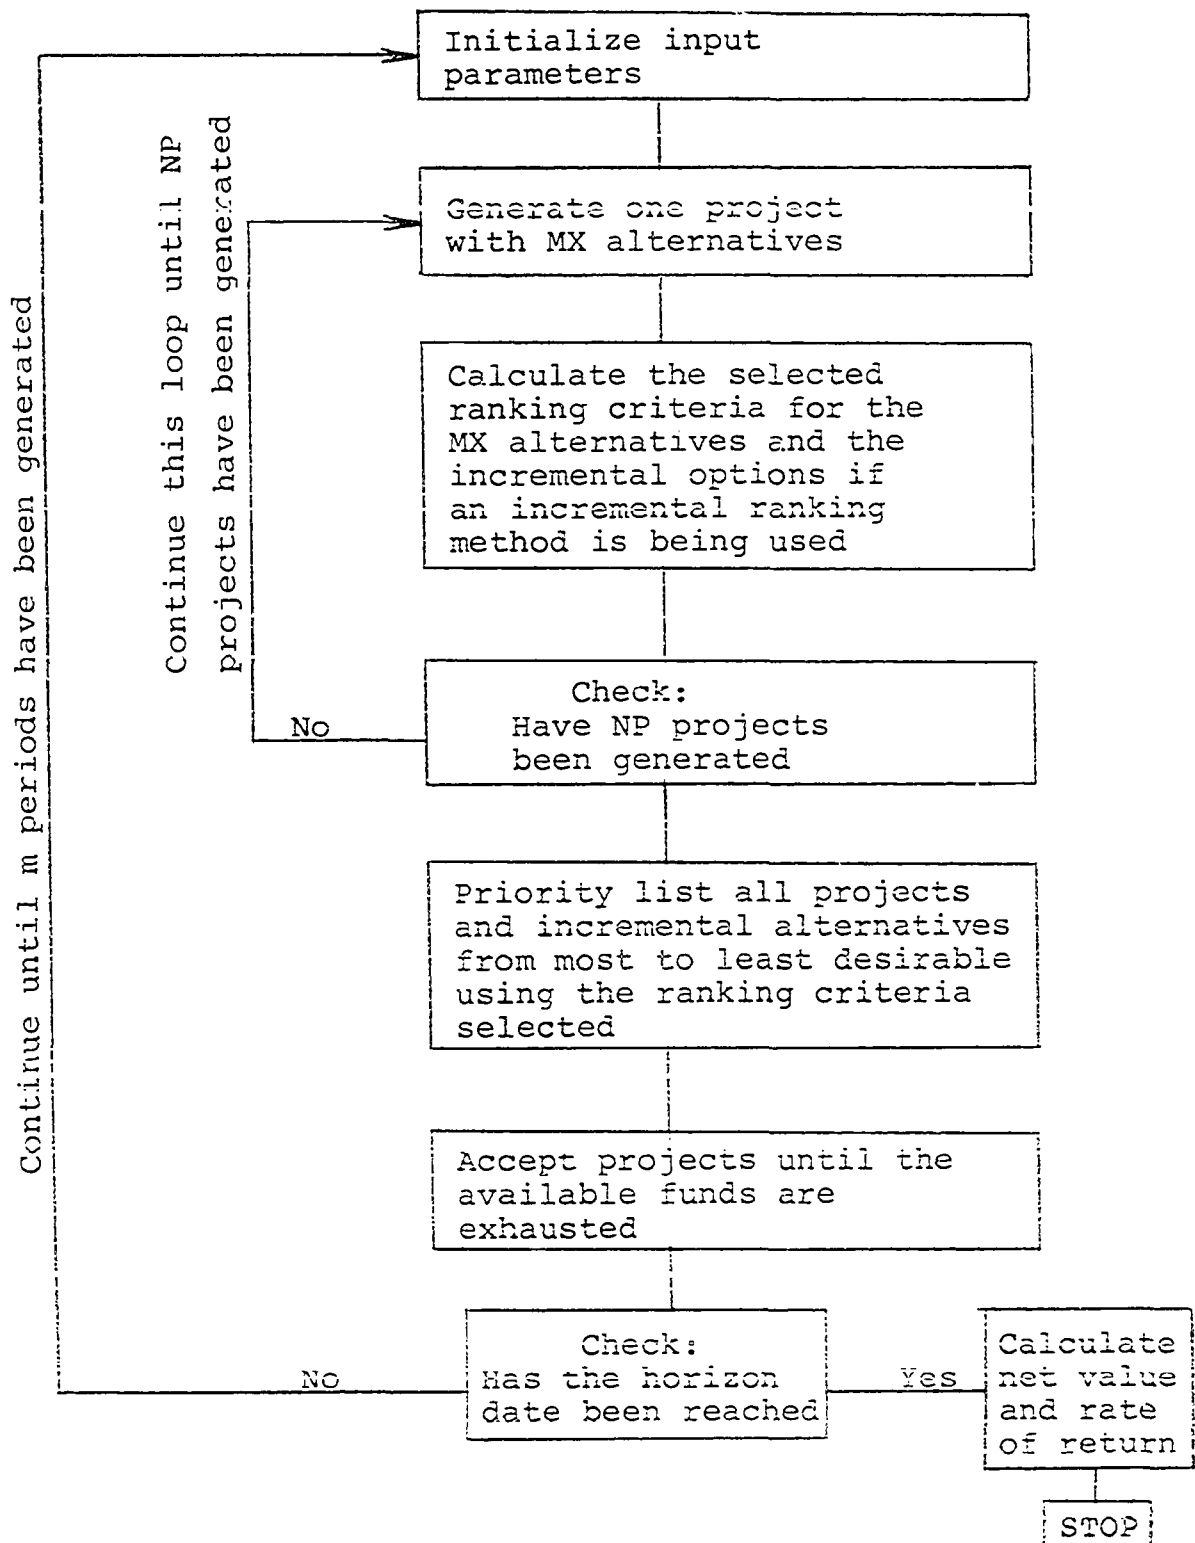 Initialize input
parameters
Generate one project
with MX alternatives
Calculate the selected
ranking criteria for the
MX alternatives and the
incremental options if
an incremental ranking
method is being used
Continue this loop until NP
projects have been generated
Check:
Have NP projects
been generated
No
Priority list all projects
and incremental alternatives
from most to least desirable
using the ranking criteria
selected
Accept projects until the
available funds are
exhausted
Continue until m periods have been generated
Check:
Has the horizon
date been reached
No
Yes
Calculate
net value
and rate
of return
STOP